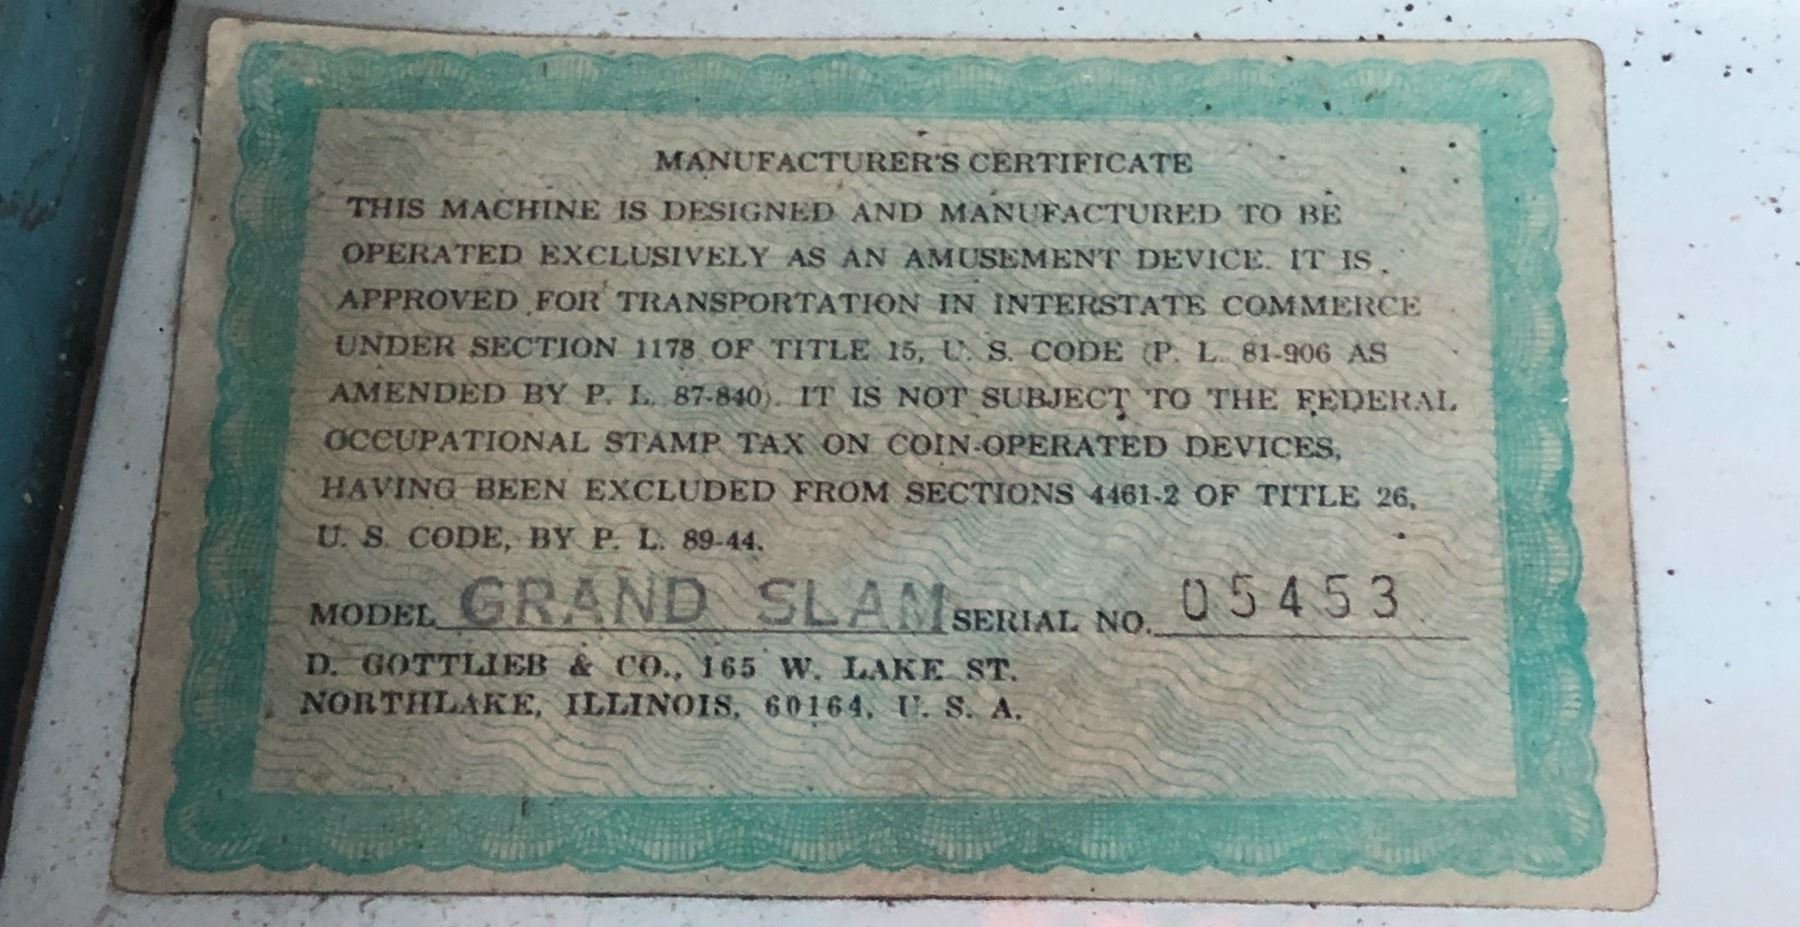 MANUFACTURER'S CERTIFICATE
THIS MACHINE IS DESIGNED AND MANUFACTURED TO BE
OPERATED EXCLUSIVELY AS AN AMUSEMENT DEVICE. IT IS
APPROVED FOR TRANSPORTATION IN INTERSTATE COMMERCE
UNDER SECTION 1178 OF TITLE 15, U. S. CODE (P. L. 81-906 AS
AMENDED BY P. L. 87-840). IT IS NOT SUBJECT TO THE FEDERAL
OCCUPATIONAL STAMP TAX ON COIN-OPERATED DEVICES,
HAVING BEEN EXCLUDED FROM SECTIONS 4461-2 OF TITLE 26,
U. S. CODE, BY P. L. 89-44.
MODEL GRAND SLAM SERIAL NO. 05453
D. GOTTLIEB & CO., 165 W. LAKE ST.
NORTHLAKE, ILLINOIS, 60164, U. S. A.